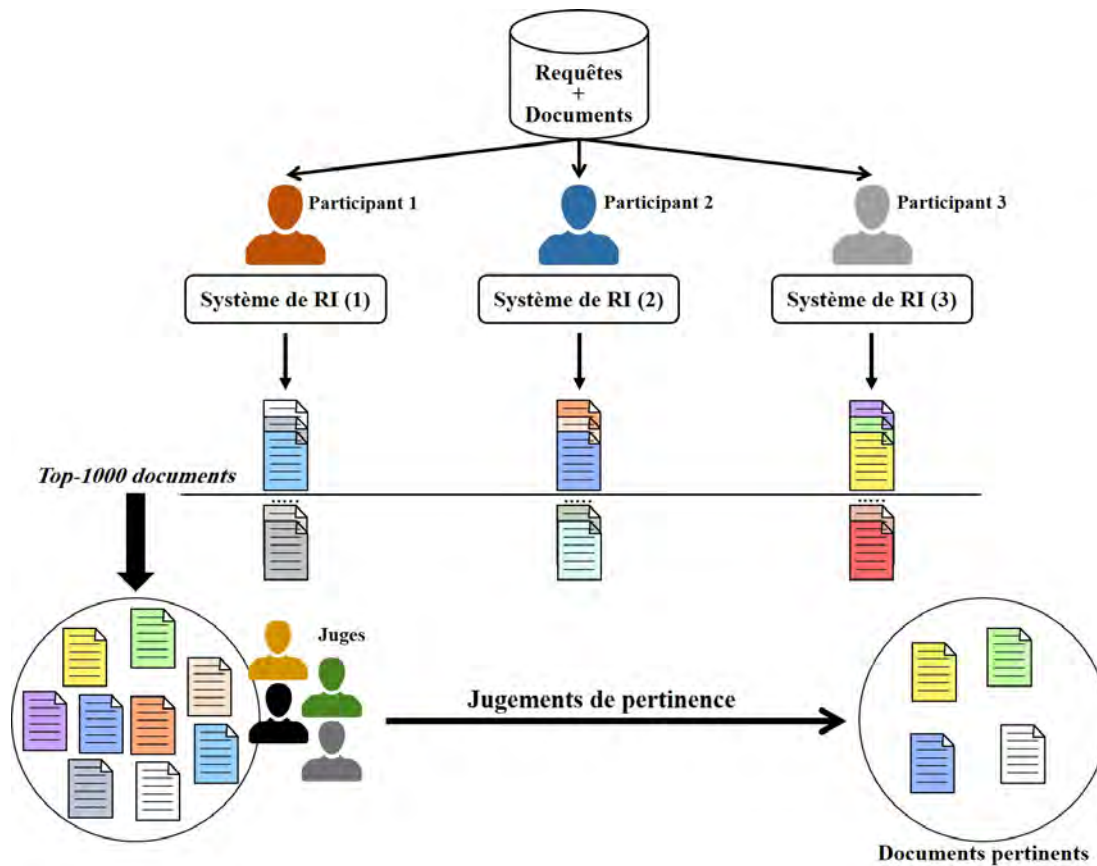 Requêtes
+
Documents
Participant 1
Participant 2
Participant 3
Système de RI (1)
Système de RI (2)
Système de RI (3)
Top-1000 documents
.....
.....
.....
Juges
Jugements de pertinence
Documents pertinents